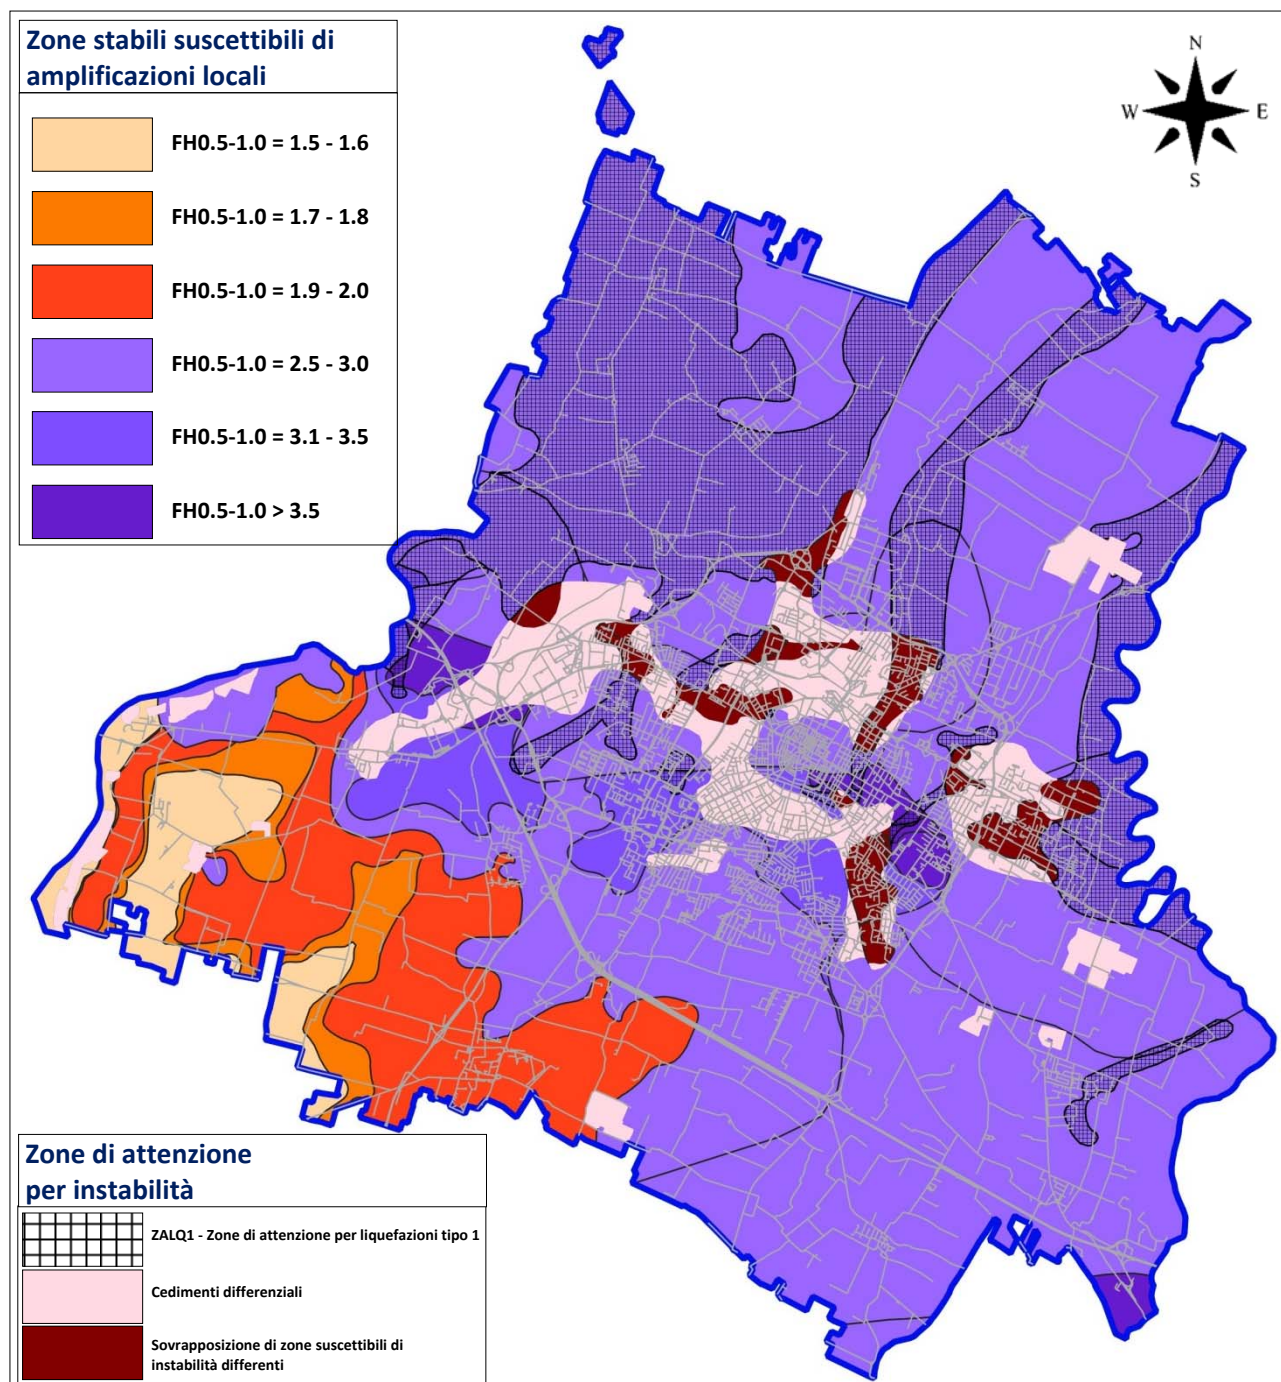 Zone stabili suscettibili di
amplificazioni locali
FH0.5-1.0 = 1.5 - 1.6
FH0.5-1.0 = 1.7 - 1.8
FH0.5-1.0 = 1.9 - 2.0
FH0.5-1.0 = 2.5 - 3.0
FH0.5-1.0 = 3.1 - 3.5
FH0.5-1.0 > 3.5
N
W
E
S
Zone di attenzione
per instabilità
ZALQ1 - Zone di attenzione per liquefazioni tipo 1
Cedimenti differenziali
Sovrapposizione di zone suscettibili di
instabilità differenti